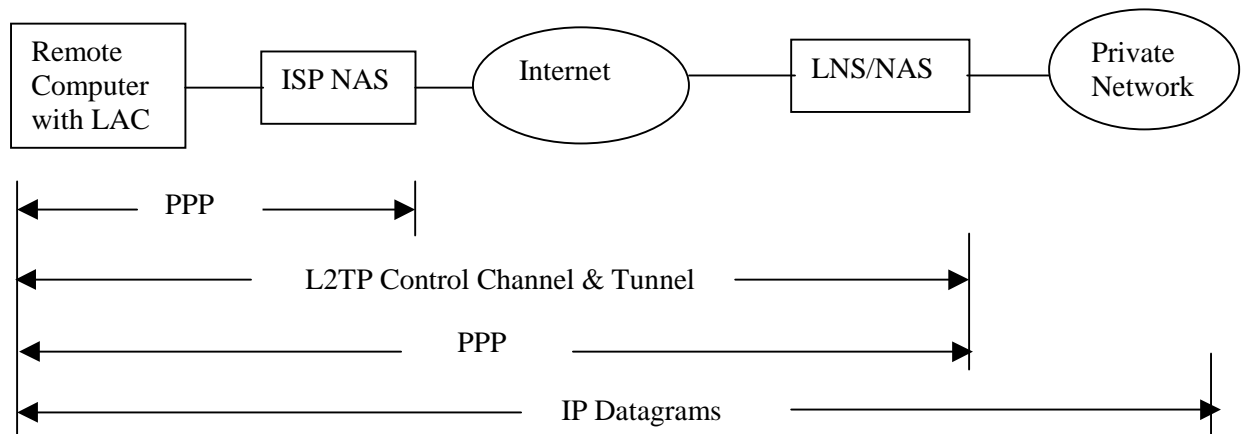 Remote
Computer
with LAC
ISP NAS
Internet
LNS/NAS
Private
Network
PPP
L2TP Control Channel & Tunnel
PPP
IP Datagrams